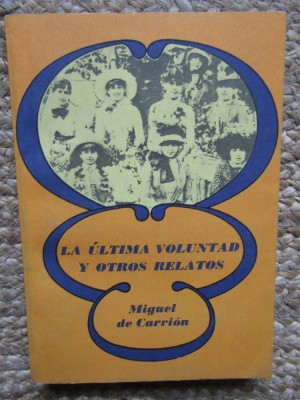 LA ÚLTIMA VOLUNTAD
Y OTROS RELATOS
Miguel
de Carrión